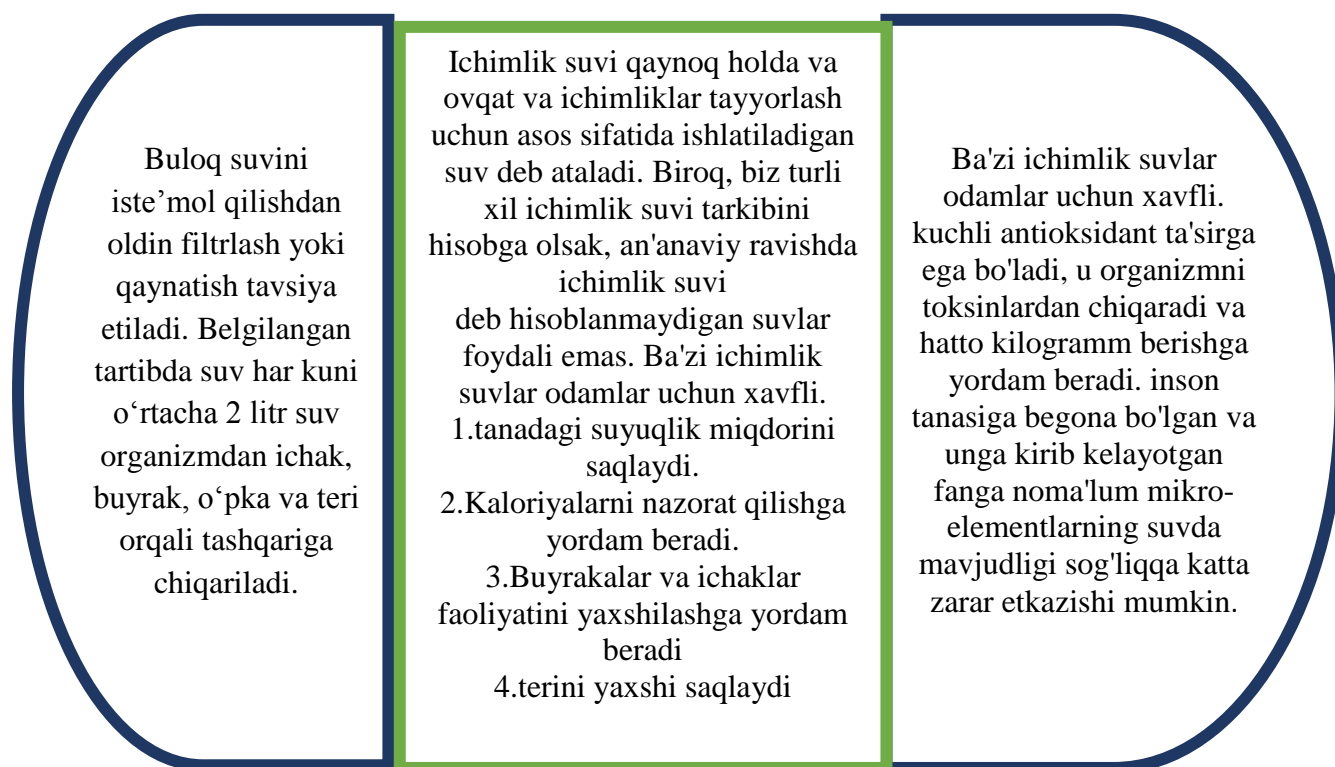 Buloq suvini
iste’mol qilishdan
oldin filtrlash yoki
qaynatish tavsiya
etiladi. Belgilangan
tartibda suv har kuni
o‘rtacha 2 litr suv
organizmdan ichak,
buyrak, o‘pka va teri
orqali tashqariga
chiqariladi.
Ichimlik suvi qaynoq holda va
ovqat va ichimliklar tayyorlash
uchun asos sifatida ishlatiladigan
suv deb ataladi. Biroq, biz turli
xil ichimlik suvi tarkibini
hisobga olsak, an'anaviy ravishda
ichimlik suvi
deb hisoblanmaydigan suvlar
foydali emas. Ba'zi ichimlik
suvlar odamlar uchun xavfli.
1.tanadagi suyuqlik miqdorini
saqlaydi.
2.Kaloriyalarni nazorat qilishga
yordam beradi.
3.Buyrakalar va ichaklar
faoliyatini yaxshilashga yordam
beradi
4.terini yaxshi saqlaydi
Ba'zi ichimlik suvlar
odamlar uchun xavfli.
kuchli antioksidant ta'sirga
ega bo'ladi, u organizmni
toksinlardan chiqaradi va
hatto kilogramm berishga
yordam beradi. inson
tanasiga begona bo'lgan va
unga kirib kelayotgan
fanga noma'lum mikro-
elementlarning suvda
mavjudligi sog'liqqa katta
zarar etkazishi mumkin.